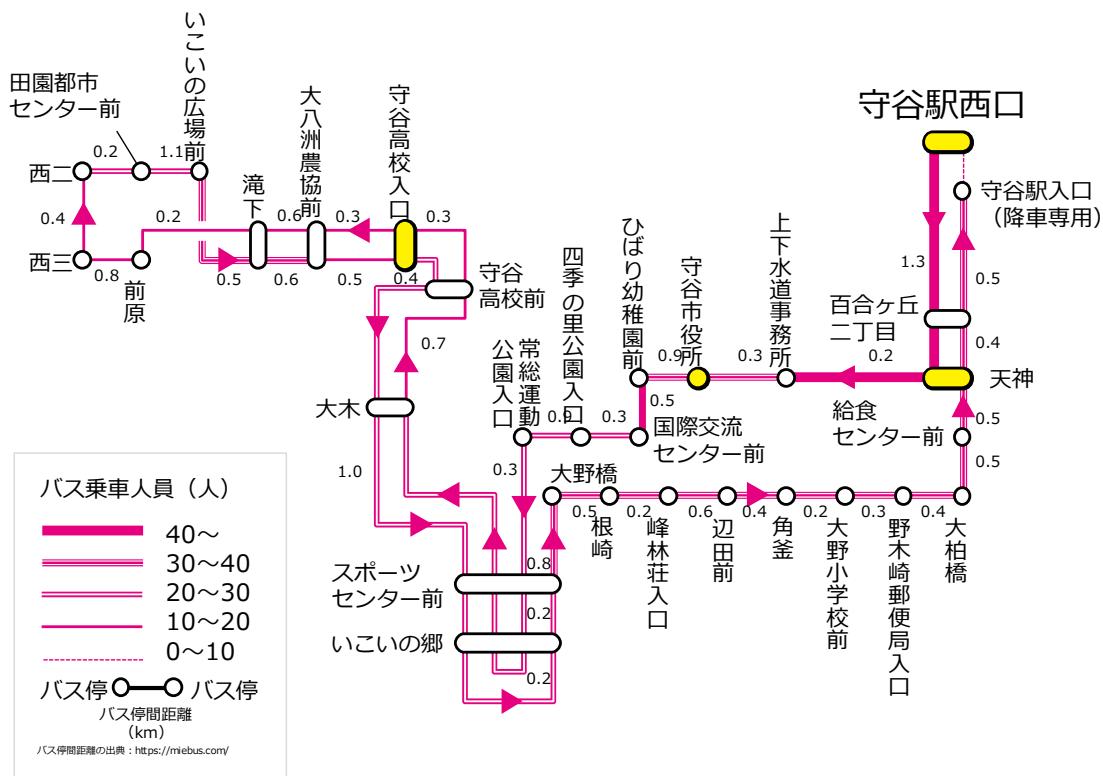 守谷駅西口
いこいの広場前
田園都市
センター前
大八洲農協前
守谷高校入口
西二
0.2
1.1
滝下
0.6
0.3
0.3
0.4
0.2
西三
0.8
前原
0.5
0.6
0.5
0.4
守谷
高校前
0.7
大木
1.0
常総運動
公園入口
四季の里公園入口
ひばり幼稚園前
守谷市役所
上下水道事務所
守谷駅入口
（降車専用）
1.3
0.5
百合ヶ丘
二丁目
0.4
天神
0.2
0.3
0.9
0.5
国際交流
センター前
0.3
0.9
0.3
給食
センター前
0.5
0.5
大野橋
0.5
根崎
0.2
峰林荘入口
0.6
辺田前
0.4
角釜
0.2
大野小学校前
0.3
野木崎郵便局入口
0.4
大柏橋
スポーツ
センター前
0.8
0.2
いこいの郷
0.2
バス乗車人員（人）
40～
30～40
20～30
10～20
0～10
バス停 バス停
バス停間距離
（km）
バス停間距離の出典：https://miebus.com/